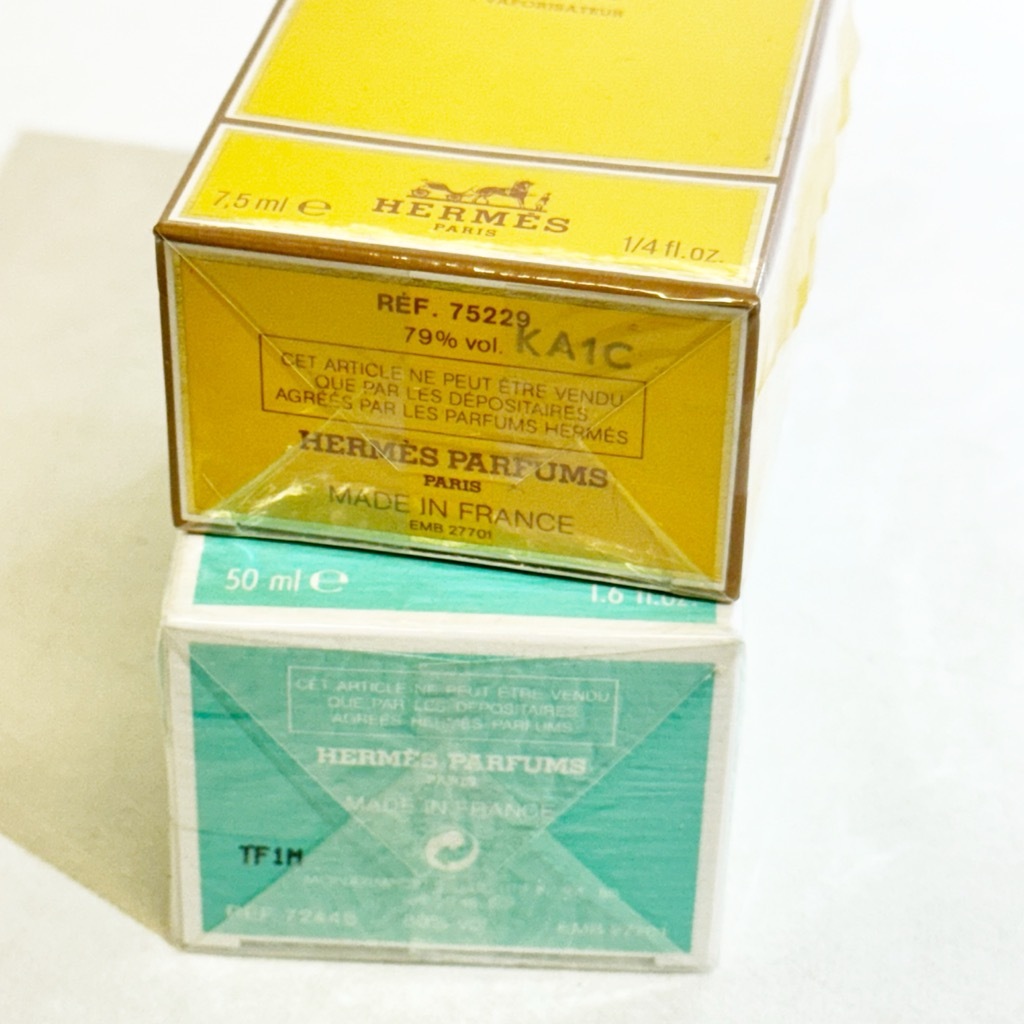 VAPORISATEUR
7,5 ml e
HERMÈS
PARIS
1/4 fl.oz.
RÉF. 75229
79% vol.
KA1C
CET ARTICLE NE PEUT ÊTRE VENDU
QUE PAR LES DÉPOSITAIRES
AGRÉÉS PAR LES PARFUMS HERMÈS
HERMÈS PARFUMS
PARIS
MADE IN FRANCE
EMB 27701
50 ml e
1.6 fl.oz.
CET ARTICLE NE PEUT ÊTRE VENDU
QUE PAR LES DÉPOSITAIRES
AGRÉÉS HERMÈS PARFUMS
HERMÈS PARFUMS
PARIS
MADE IN FRANCE
TF1M
EMB 27701